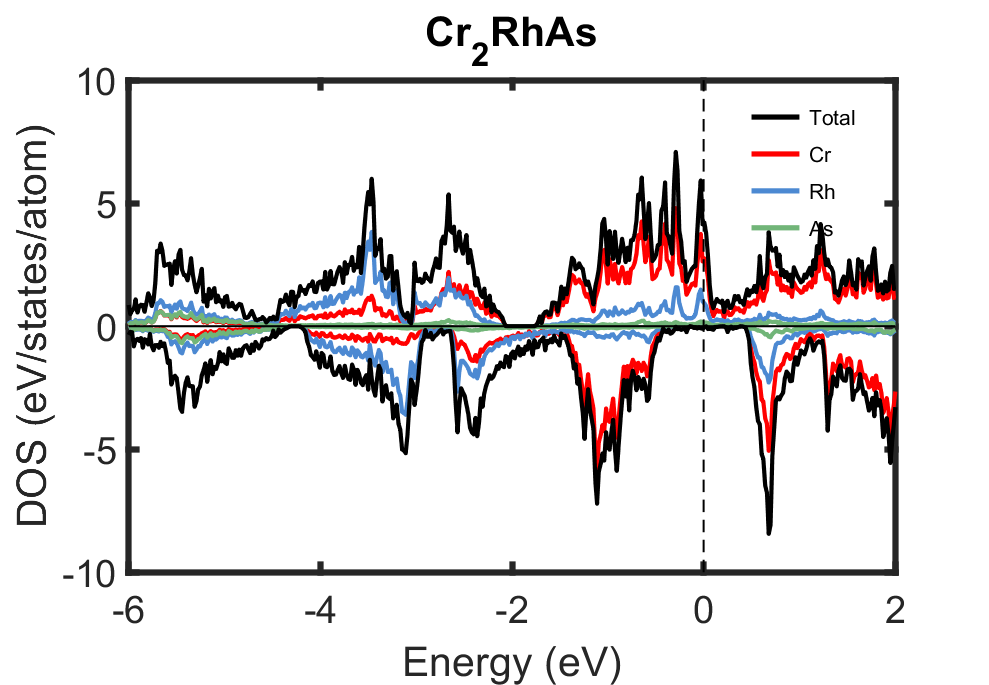 Cr2RhAs
10
5
0
-5
-10
DOS (eV/states/atom)
Total
Cr
Rh
As
-6 -4 -2 0 2
Energy (eV)